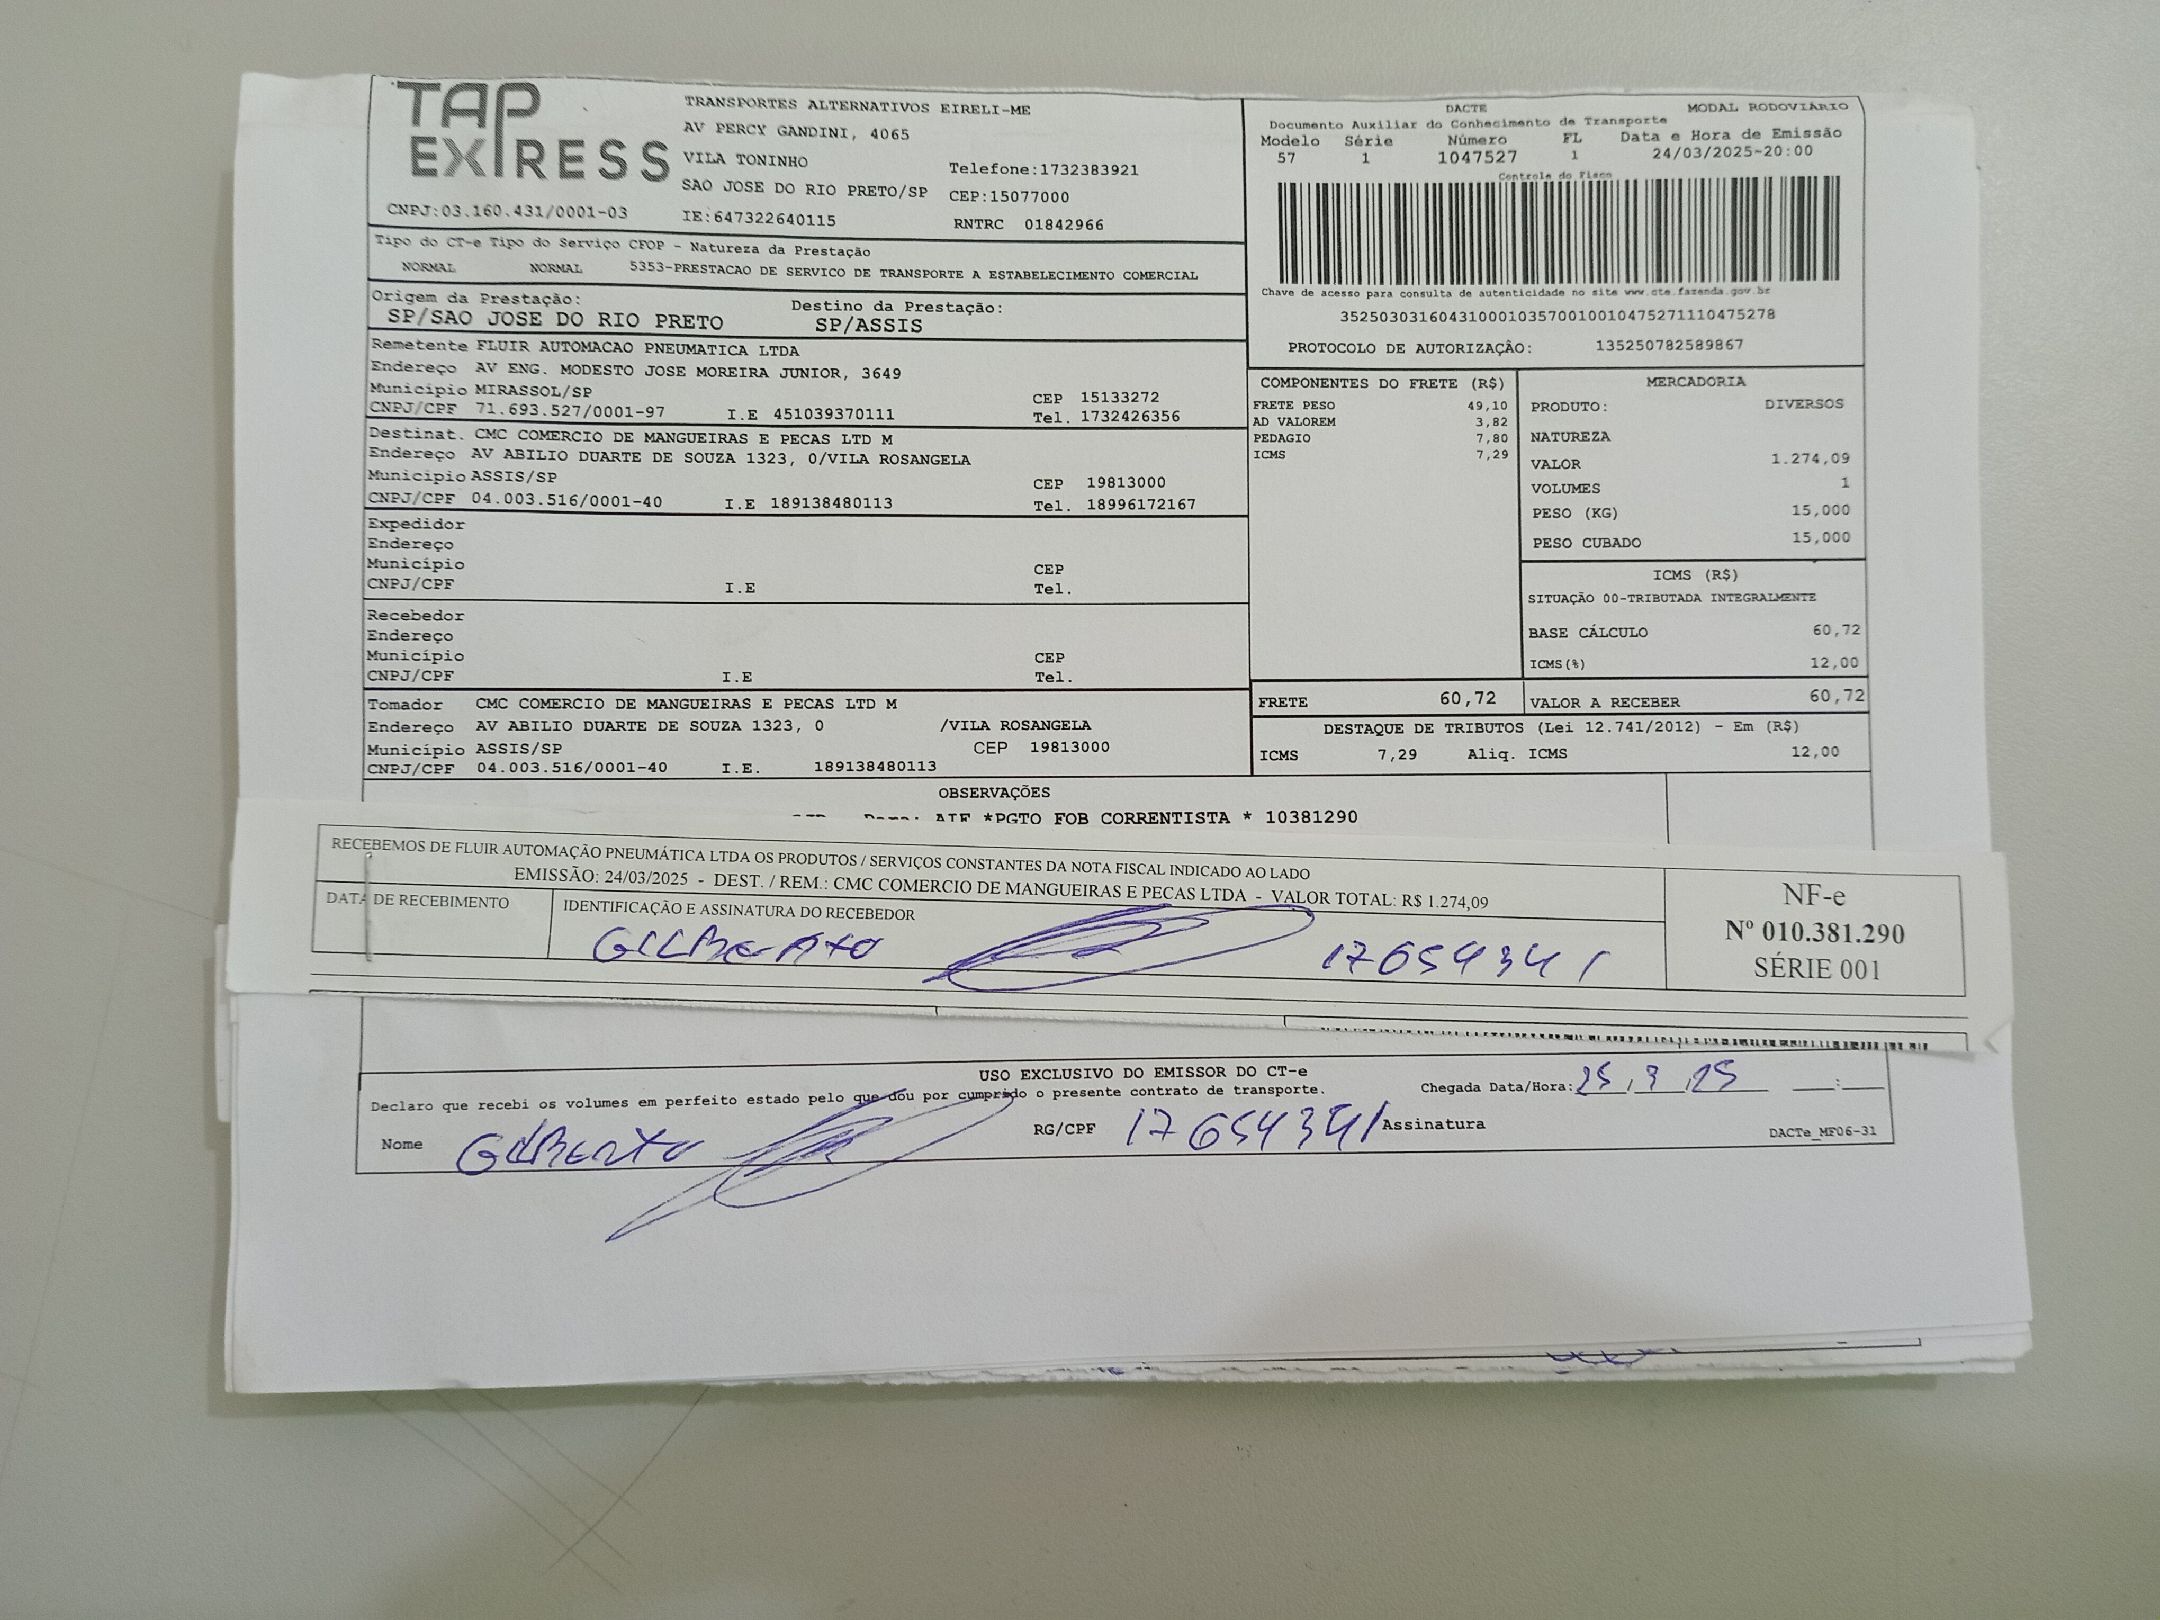 TAP EXPRESS
TRANSPORTES ALTERNATIVOS EIRELI-ME
AV PERCY GANDINI, 4065
VILA TONINHO Telefone:1732383921
SAO JOSE DO RIO PRETO/SP CEP:15077000
CNPJ:03.160.431/0001-03 IE:647322640115 RNTRC 01842966
DACTE MODAL RODOVIÁRIO
Documento Auxiliar do Conhecimento de Transporte
Modelo Série Número FL Data e Hora de Emissão
57 1 1047527 1 24/03/2025-20:00
Controle do Fisco
Chave de acesso para consulta de autenticidade no site www.cte.fazenda.gov.br
35250303160431000103570010010475271110475278
PROTOCOLO DE AUTORIZAÇÃO: 135250782589867
Tipo do CT-e Tipo do Serviço CFOP - Natureza da Prestação
NORMAL NORMAL 5353-PRESTACAO DE SERVICO DE TRANSPORTE A ESTABELECIMENTO COMERCIAL
Origem da Prestação: Destino da Prestação:
SP/SAO JOSE DO RIO PRETO SP/ASSIS
Remetente FLUIR AUTOMACAO PNEUMATICA LTDA
Endereço AV ENG. MODESTO JOSE MOREIRA JUNIOR, 3649
Município MIRASSOL/SP CEP 15133272
CNPJ/CPF 71.693.527/0001-97 I.E 451039370111 Tel. 1732426356
Destinat. CMC COMERCIO DE MANGUEIRAS E PECAS LTD M
Endereço AV ABILIO DUARTE DE SOUZA 1323, 0/VILA ROSANGELA
Município ASSIS/SP CEP 19813000
CNPJ/CPF 04.003.516/0001-40 I.E 189138480113 Tel. 18996172167
Expedidor
Endereço
Município CEP
CNPJ/CPF I.E Tel.
Recebedor
Endereço
Município CEP
CNPJ/CPF I.E Tel.
Tomador CMC COMERCIO DE MANGUEIRAS E PECAS LTD M
Endereço AV ABILIO DUARTE DE SOUZA 1323, 0 /VILA ROSANGELA
Município ASSIS/SP CEP 19813000
CNPJ/CPF 04.003.516/0001-40 I.E. 189138480113
COMPONENTES DO FRETE (R$)
FRETE PESO 49,10
AD VALOREM 3,82
PEDAGIO 7,80
ICMS 7,29
MERCADORIA
PRODUTO: DIVERSOS
NATUREZA
VALOR 1.274,09
VOLUMES 1
PESO (KG) 15,000
PESO CUBADO 15,000
ICMS (R$)
SITUAÇÃO 00-TRIBUTADA INTEGRALMENTE
BASE CÁLCULO 60,72
ICMS(%) 12,00
FRETE 60,72 VALOR A RECEBER 60,72
DESTAQUE DE TRIBUTOS (Lei 12.741/2012) - Em (R$)
ICMS 7,29 Aliq. ICMS 12,00
OBSERVAÇÕES
*PGTO FOB CORRENTISTA * 10381290
RECEBEMOS DE FLUIR AUTOMAÇÃO PNEUMÁTICA LTDA OS PRODUTOS / SERVIÇOS CONSTANTES DA NOTA FISCAL INDICADO AO LADO
EMISSÃO: 24/03/2025 - DEST. / REM.: CMC COMERCIO DE MANGUEIRAS E PECAS LTDA - VALOR TOTAL: R$ 1.274,09
DATA DE RECEBIMENTO IDENTIFICAÇÃO E ASSINATURA DO RECEBEDOR
GILBERTO 17654341
NF-e
Nº 010.381.290
SÉRIE 001
USO EXCLUSIVO DO EMISSOR DO CT-e
Declaro que recebi os volumes em perfeito estado pelo que dou por cumprido o presente contrato de transporte. Chegada Data/Hora: 25/3/25 __:__
Nome GILBERTO RG/CPF 17654341 Assinatura
DACTe_MF06-31